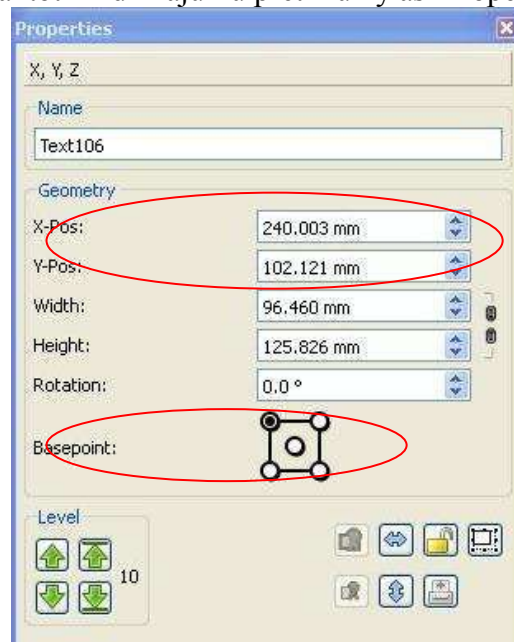 Properties
X, Y, Z
Name
Text106
Geometry
X-Pos: 240.003 mm
Y-Pos: 102.121 mm
Width: 96.460 mm
Height: 125.826 mm
Rotation: 0.0 °
Basepoint:
Level
10